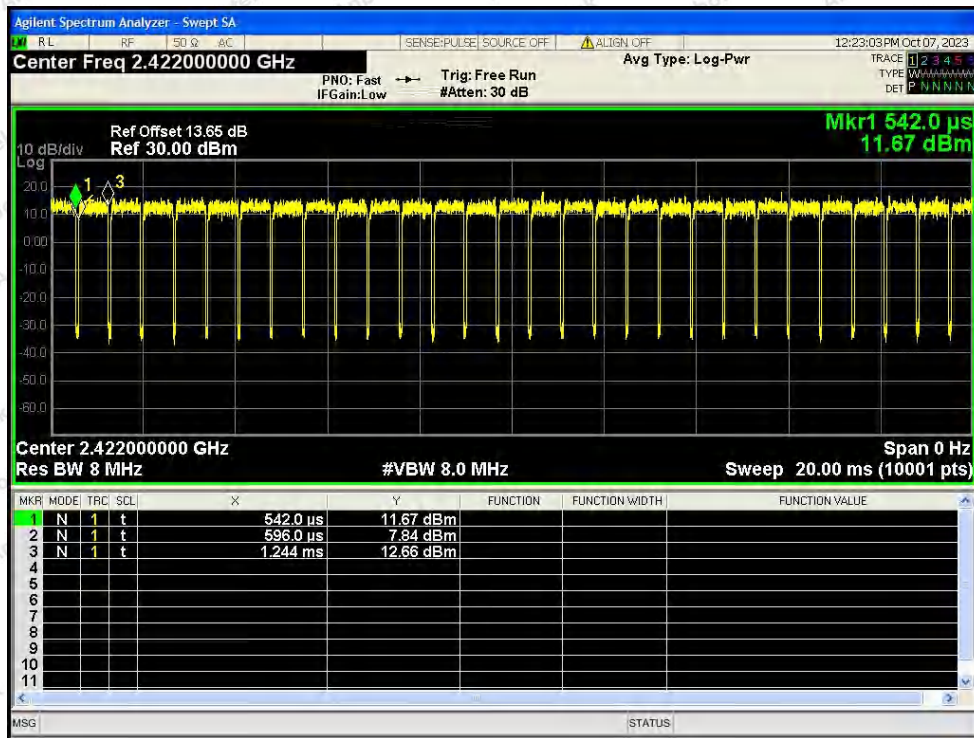 Agilent Spectrum Analyzer - Swept SA
RL RF 50 Ω AC SENSE:PULSE SOURCE OFF ALIGN OFF 12:23:03 PM Oct 07, 2023
Center Freq 2.422000000 GHz
PNO: Fast
IFGain:Low
Trig: Free Run
#Atten: 30 dB
Avg Type: Log-Pwr
TRACE 1 2 3 4 5 6
TYPE W
DET P N N N N N
Mkr1 542.0 µs
11.67 dBm
Ref Offset 13.65 dB
10 dB/div Ref 30.00 dBm
Log
20.0
10.0
0.00
-10.0
-20.0
-30.0
-40.0
-50.0
-60.0
1
3
Center 2.422000000 GHz Span 0 Hz
Res BW 8 MHz #VBW 8.0 MHz Sweep 20.00 ms (10001 pts)
MKR MODE TRC SCL X Y FUNCTION FUNCTION WIDTH FUNCTION VALUE
1 N 1 t 542.0 µs 11.67 dBm
2 N 1 t 596.0 µs 7.84 dBm
3 N 1 t 1.244 ms 12.66 dBm
4
5
6
7
8
9
10
11
MSG STATUS